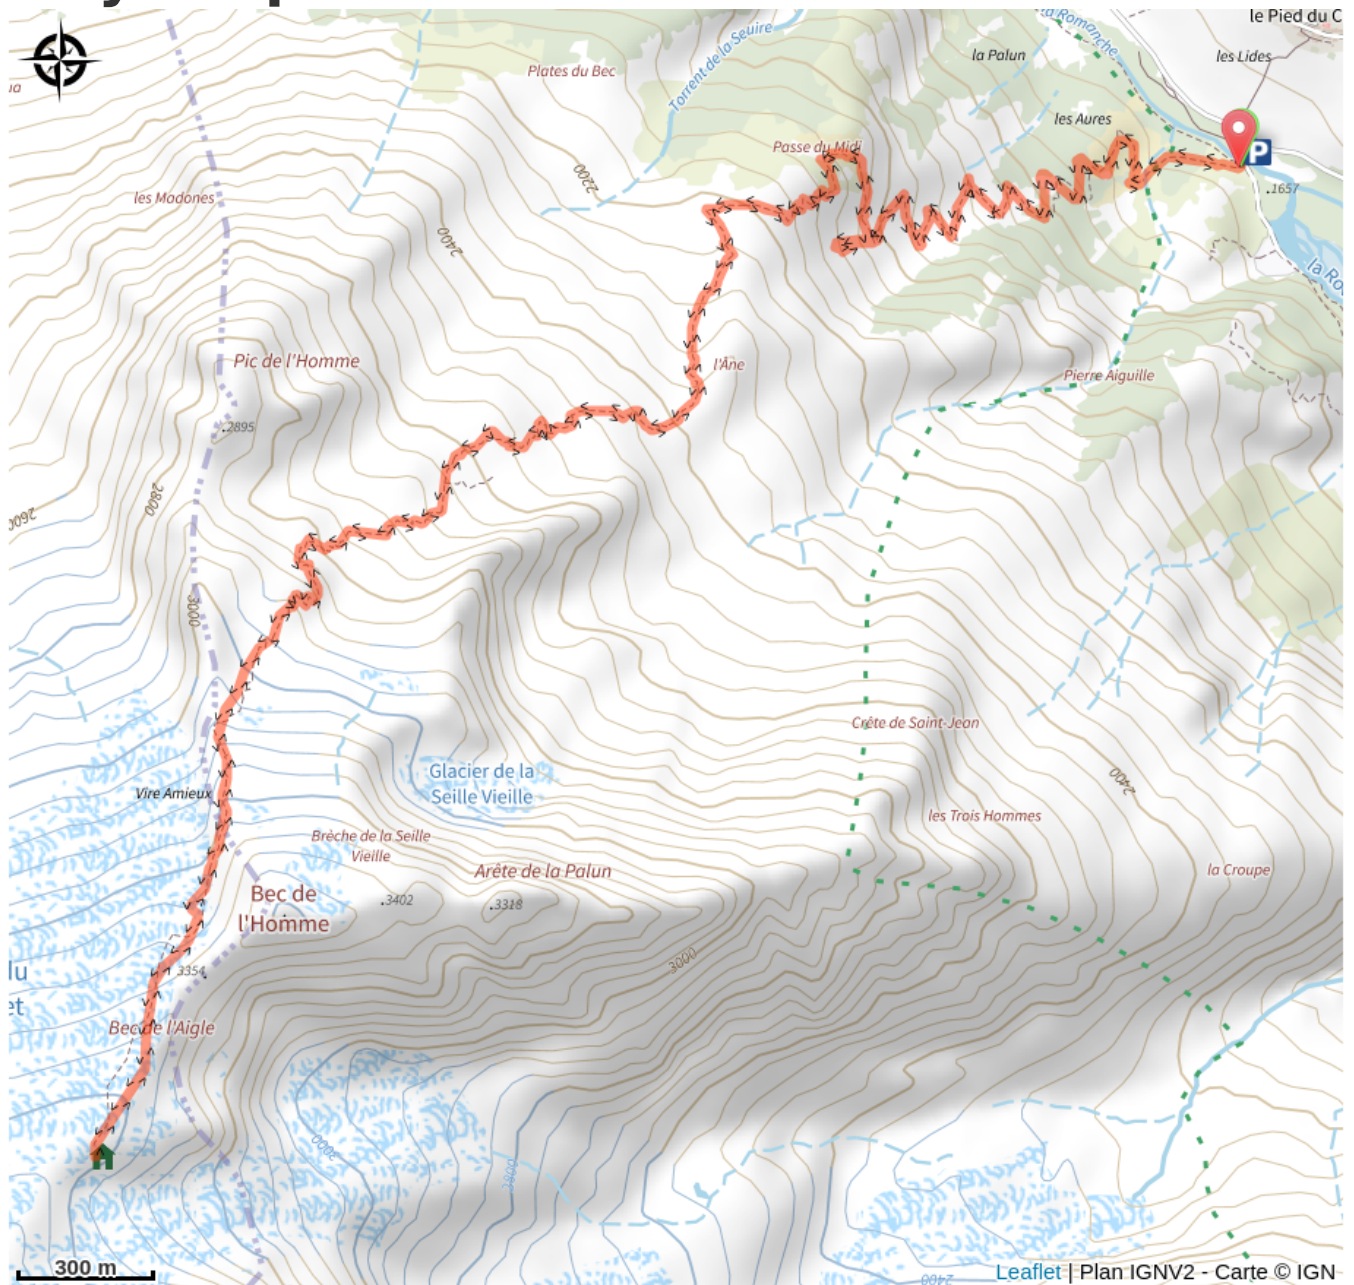 le Pied du C
la Romanche
les Lides
la Palun
Torrent de la Seuire
Plates du Bec
les Aures
Passe du Midi
P
.1657
2200
les Madones
2400
la Ro
Pic de l'Homme
l'Âne
Pierre Aiguille
.2895
2800
2600
3000
Crête de Saint-Jean
Glacier de la
Seille Vieille
2400
Vire Amieux
les Trois Hommes
Brèche de la Seille
Vieille
Arête de la Palun
la Croupe
Bec de
l'Homme
.3402
.3318
3000
3354.
du
et
Bec de l'Aigle
300 m
Leaflet | Plan IGNV2 - Carte © IGN